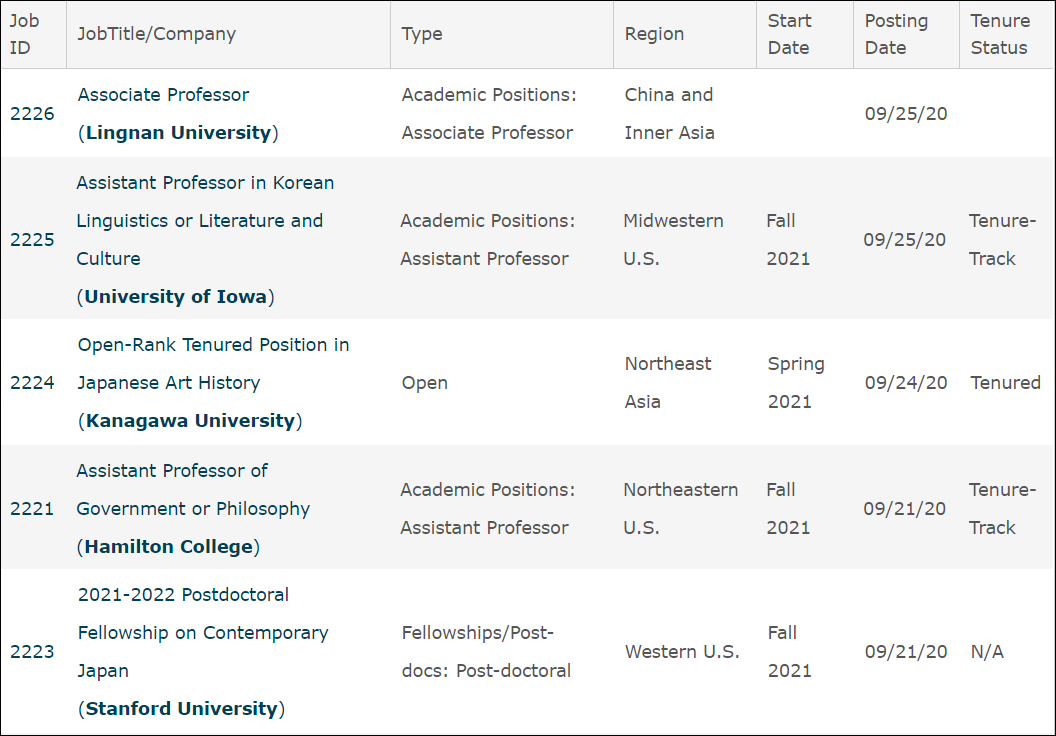 Job ID JobTitle/Company Type Region Start Date Posting Date Tenure Status
2226
Associate Professor
(Lingnan University)
Academic Positions:
Associate Professor
China and
Inner Asia
09/25/20
2225
Assistant Professor in Korean
Linguistics or Literature and
Culture
(University of Iowa)
Academic Positions:
Assistant Professor
Midwestern
U.S.
Fall
2021
09/25/20
Tenure-
Track
2224
Open-Rank Tenured Position in
Japanese Art History
(Kanagawa University)
Open
Northeast
Asia
Spring
2021
09/24/20
Tenured
2221
Assistant Professor of
Government or Philosophy
(Hamilton College)
Academic Positions:
Assistant Professor
Northeastern
U.S.
Fall
2021
09/21/20
Tenure-
Track
2223
2021-2022 Postdoctoral
Fellowship on Contemporary
Japan
(Stanford University)
Fellowships/Post-
docs: Post-doctoral
Western U.S.
Fall
2021
09/21/20
N/A